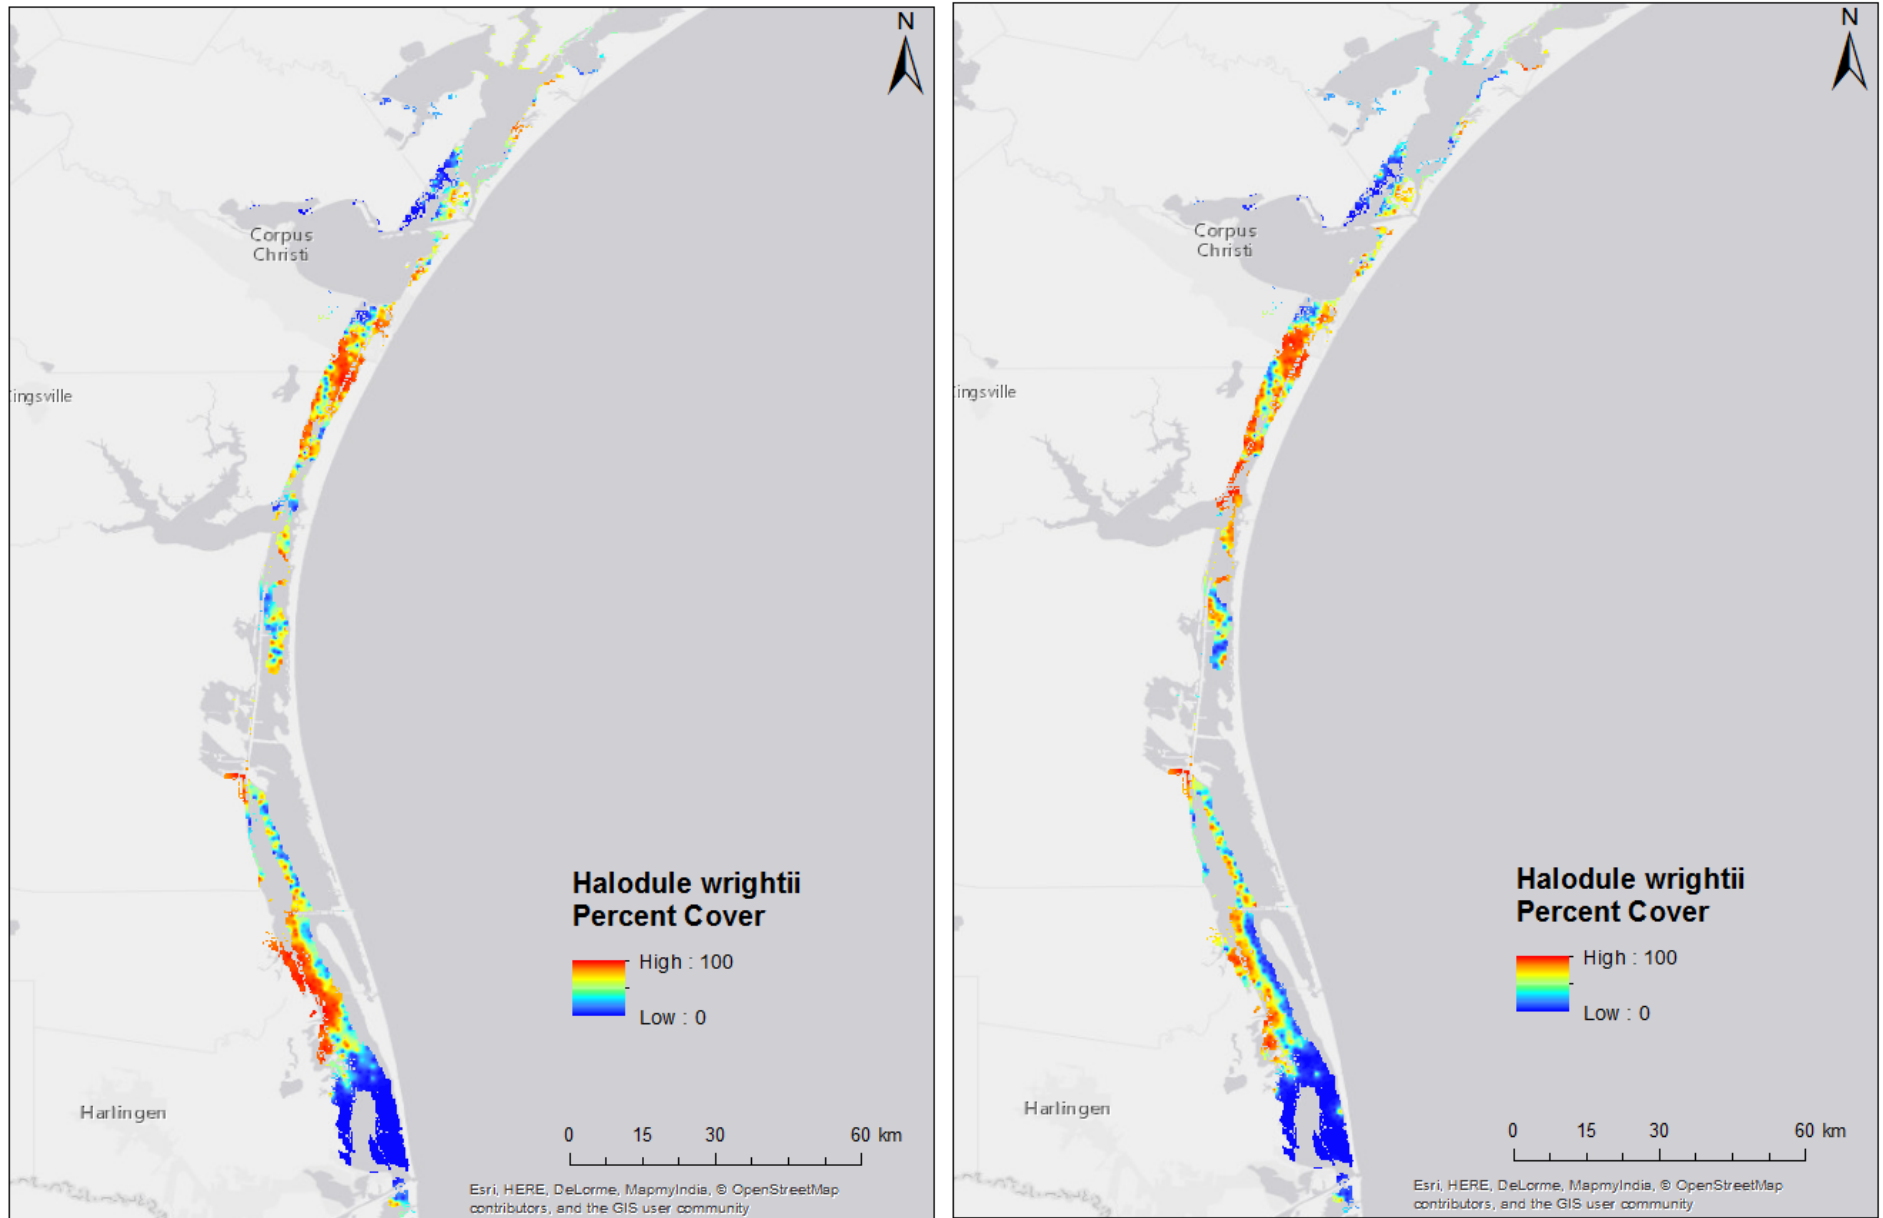 N
Corpus
Christi
ingsville
Halodule wrightii
Percent Cover
High : 100
Low : 0
Harlingen
0 15 30 60 km
Esri, HERE, DeLorme, MapmyIndia, © OpenStreetMap
contributors, and the GIS user community
N
Corpus
Christi
ingsville
Halodule wrightii
Percent Cover
High : 100
Low : 0
Harlingen
0 15 30 60 km
Esri, HERE, DeLorme, MapmyIndia, © OpenStreetMap
contributors, and the GIS user community